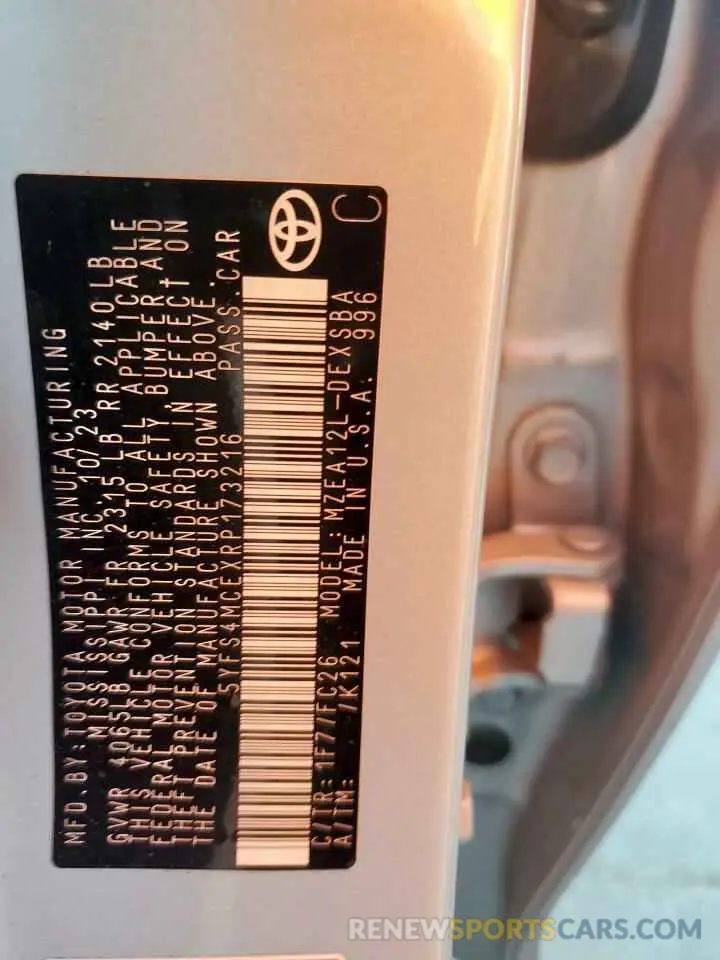 MFD. BY: TOYOTA MOTOR MANUFACTURING
MISSISSIPPI INC. 10/23
GVWR 4065LB GAWR FR 2315 LB RR 2140 LB
THIS VEHICLE CONFORMS TO ALL APPLICABLE
FEDERAL MOTOR VEHICLE SAFETY BUMPER, AND
THEFT PREVENTION STANDARDS IN EFFECT ON
THE DATE OF MANUFACTURE SHOWN ABOVE.
5YFS4MCEXRP173216 PASS. CAR
C/TR: 1F7/FC26 MODEL: MZEA12L-DEXSBA
A/TM: /K121 MADE IN U.S.A. 996 C
RENEWSPORTSCARS.COM